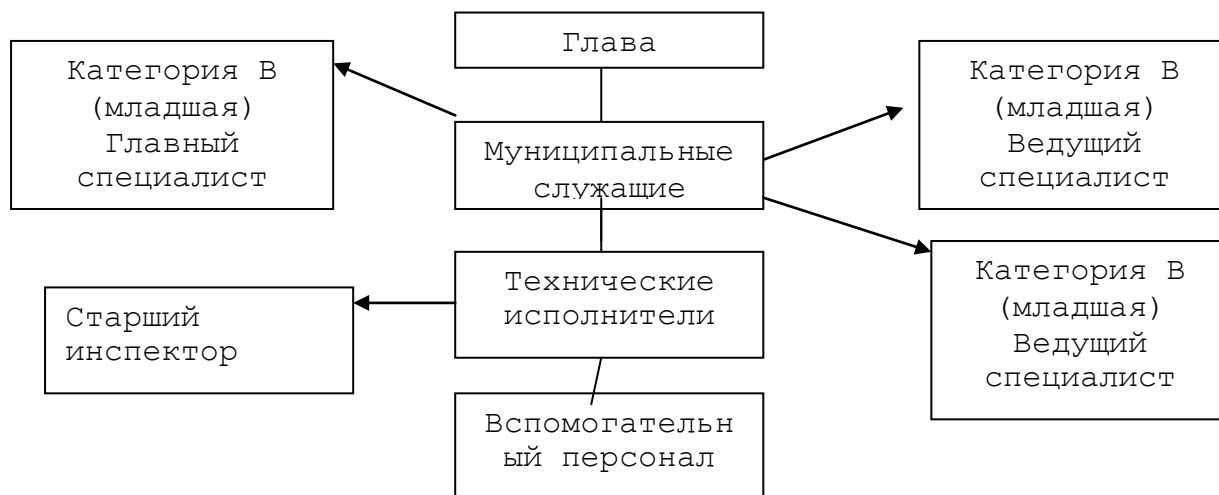 Глава
Категория В
(младшая)
Главный
специалист
Категория В
(младшая)
Ведущий
специалист
Муниципальные
служащие
Технические
исполнители
Категория В
(младшая)
Ведущий
специалист
Старший
инспектор
Вспомогательн
ый персонал